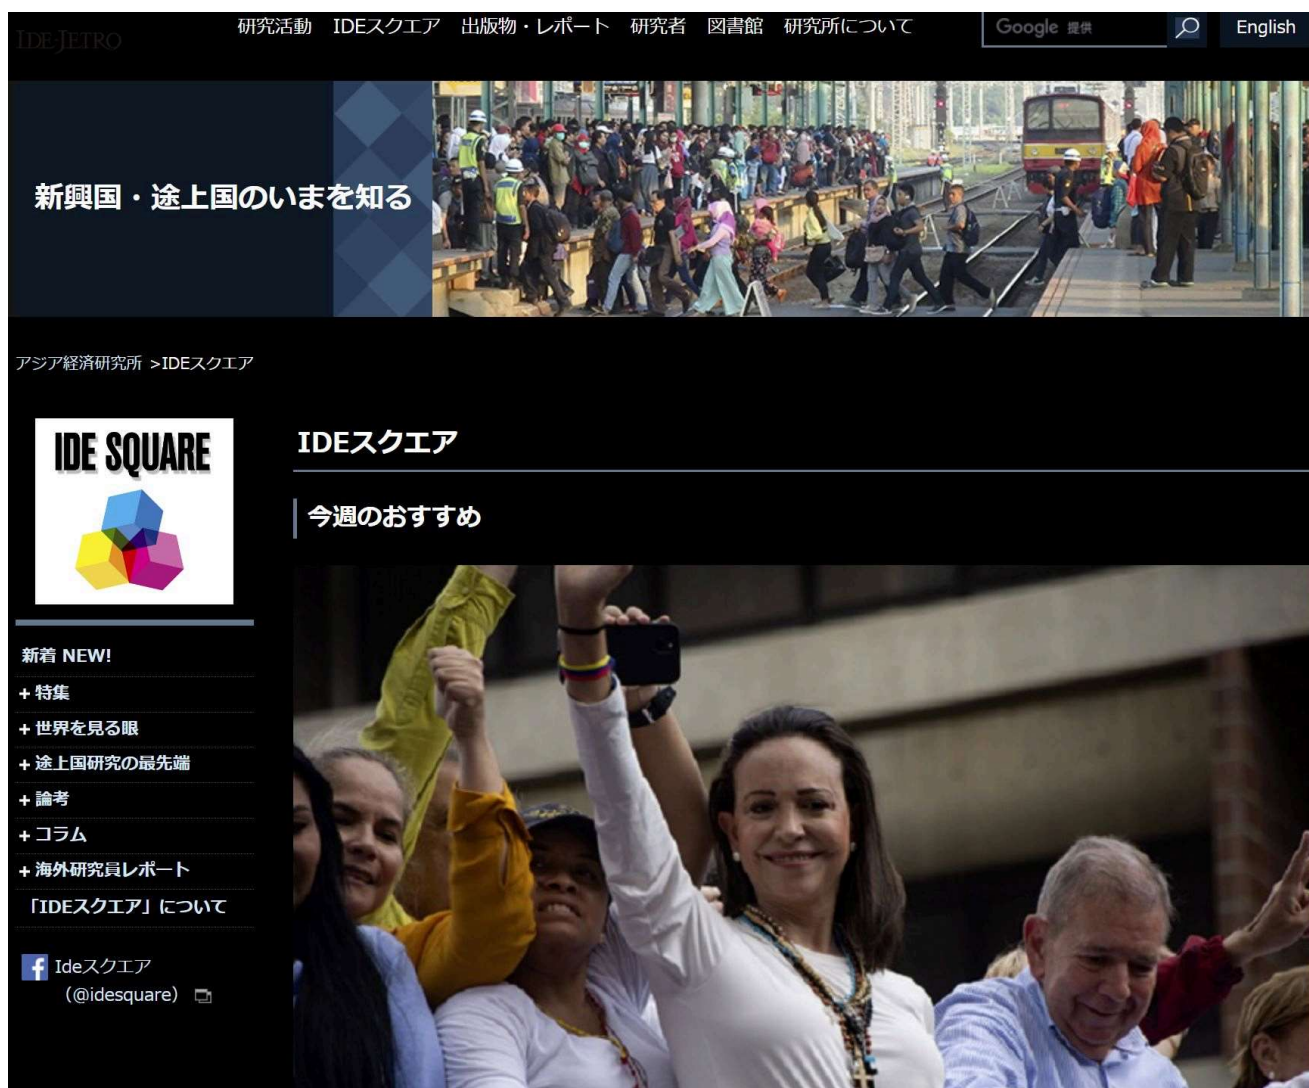 IDE-JETRO
研究活動 IDEスクエア 出版物・レポート 研究者 図書館 研究所について
Google 提供
English
新興国・途上国のいまを知る
アジア経済研究所 >IDEスクエア
IDE SQUARE
IDEスクエア
今週のおすすめ
新着 NEW!
+ 特集
+ 世界を見る眼
+ 途上国研究の最先端
+ 論考
+ コラム
+ 海外研究員レポート
「IDEスクエア」について
f Ideスクエア
（@idesquare）